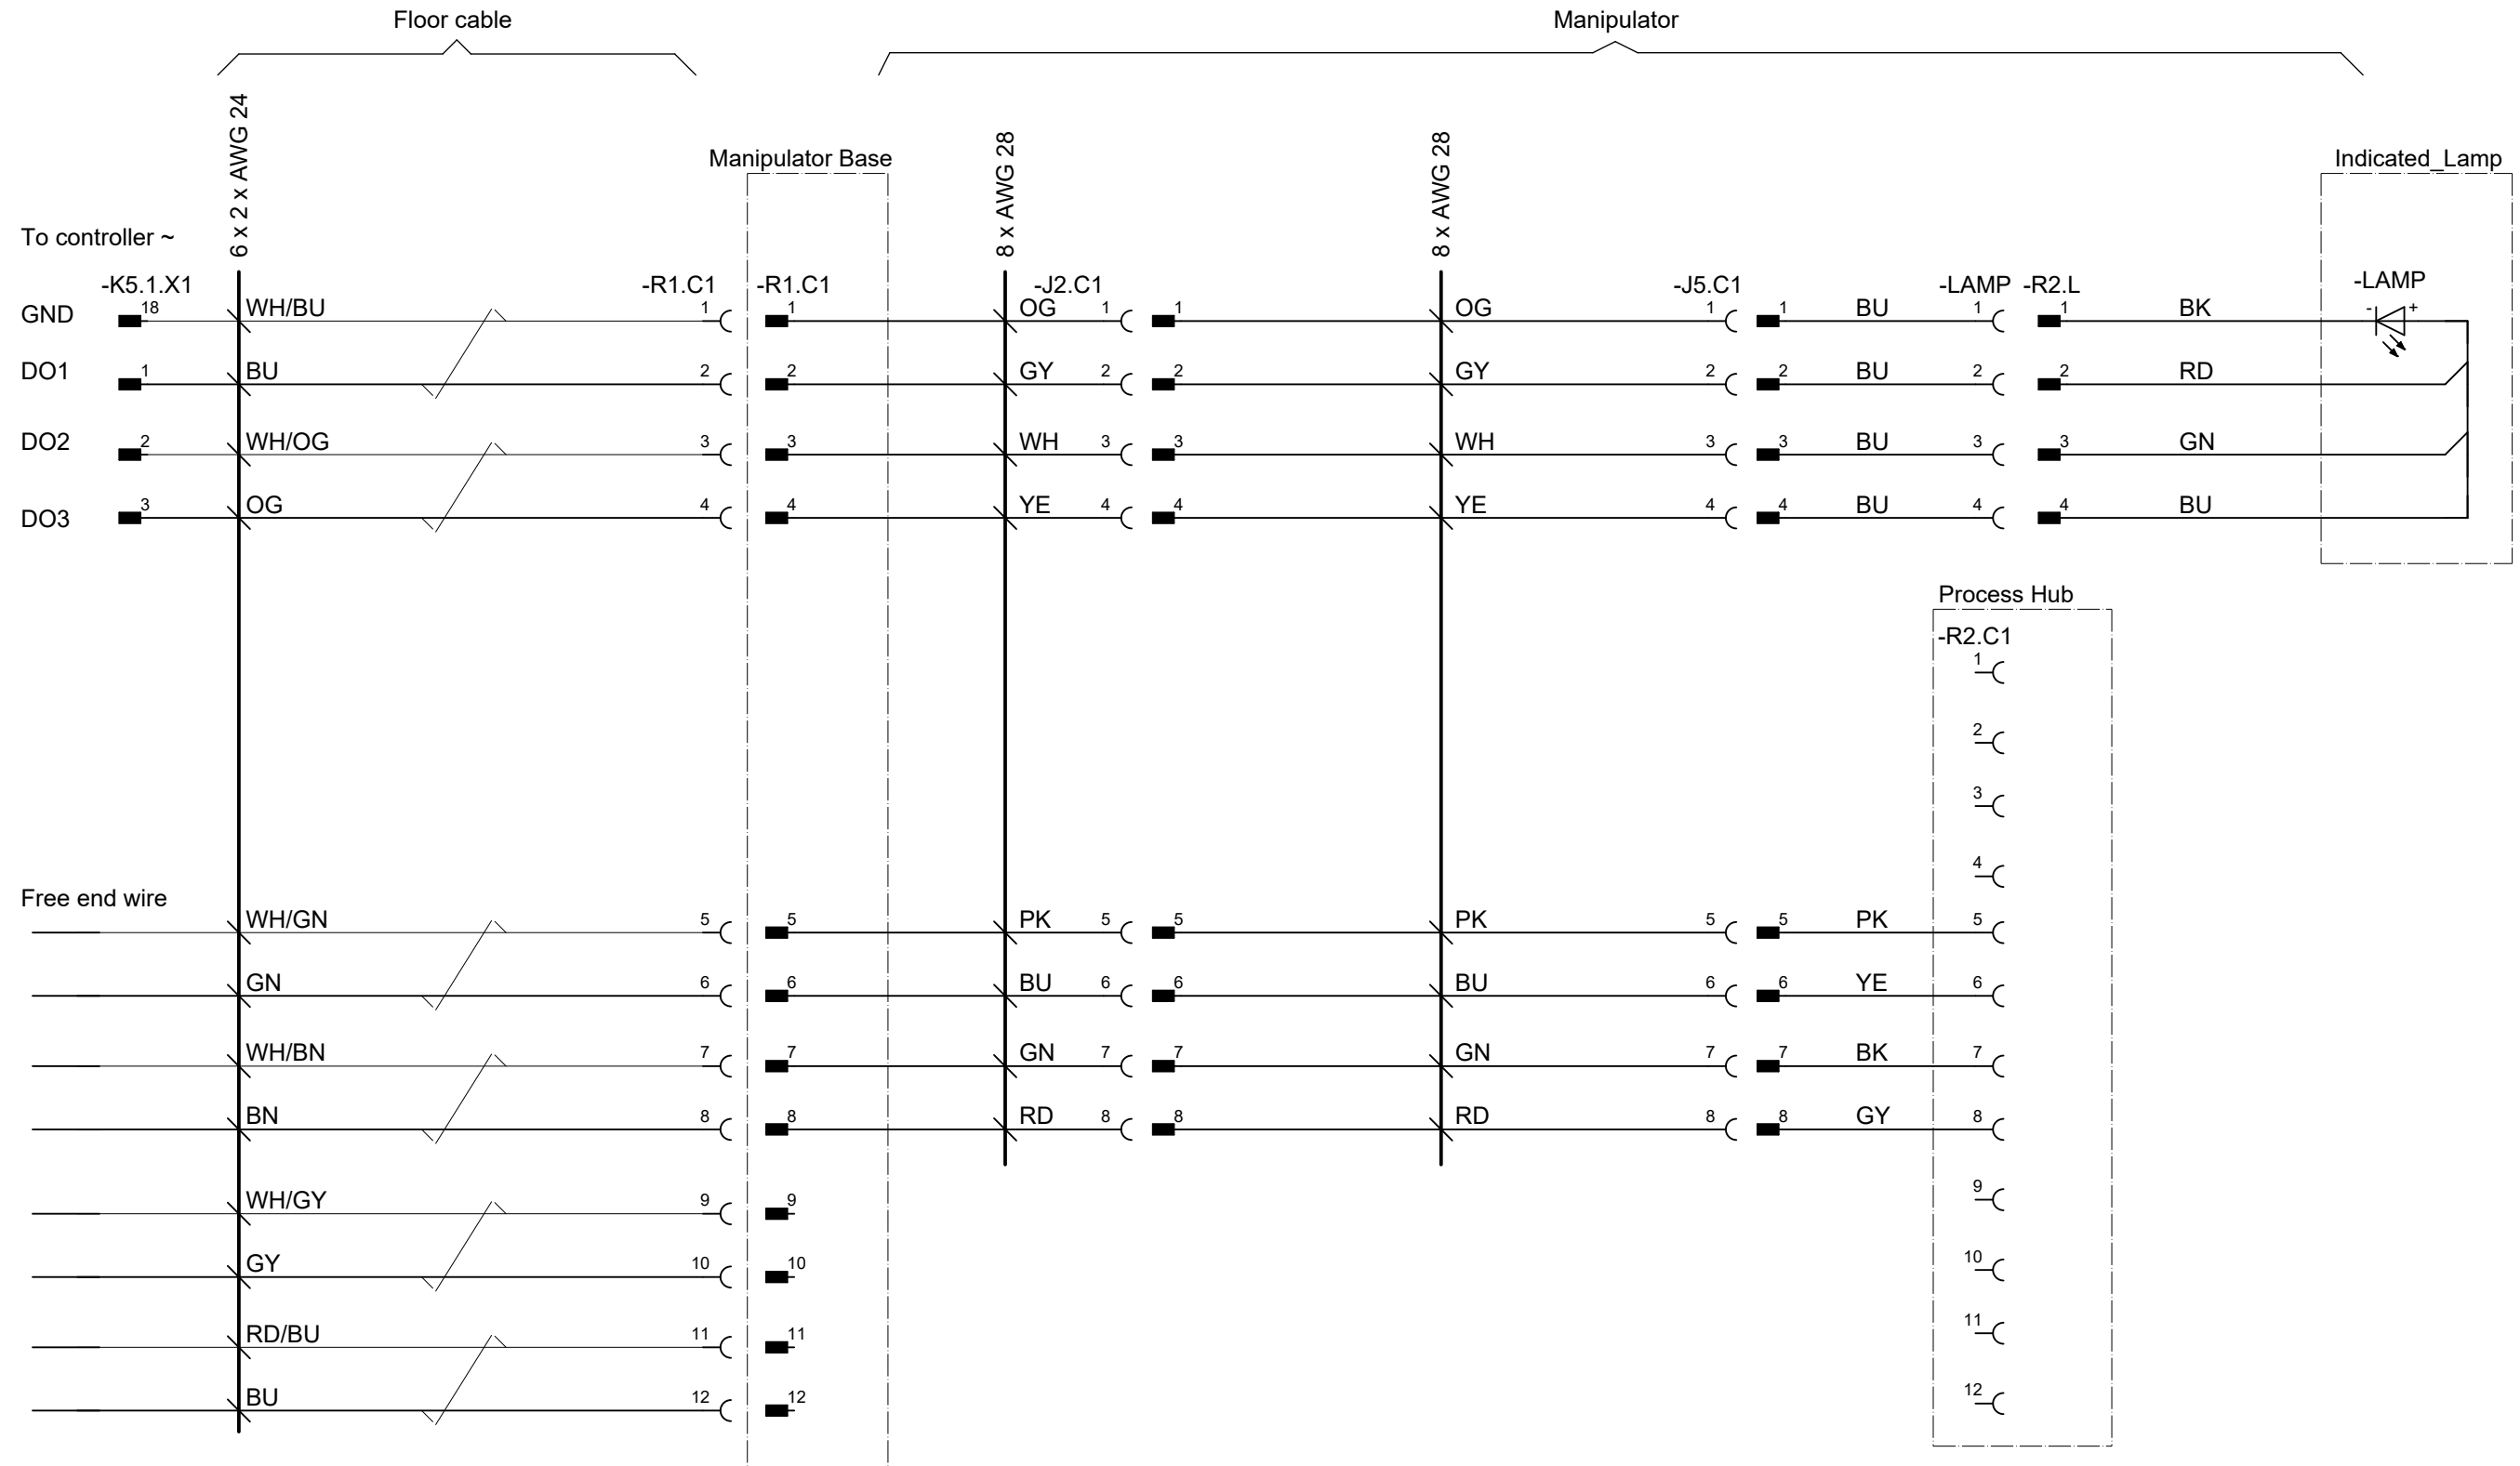 Floor cable
Manipulator
6 x 2 x AWG 24
8 x AWG 28
8 x AWG 28
Manipulator Base
Indicated_Lamp
To controller ~
-K5.1.X1
-R1.C1
-R1.C1
-J2.C1
-J5.C1
-LAMP
-R2.L
-LAMP
GND 18 WH/BU 1 1 OG 1 1 OG 1 1 BU 1 1 BK - +
DO1 1 BU 2 2 GY 2 2 GY 2 2 BU 2 2 RD
DO2 2 WH/OG 3 3 WH 3 3 WH 3 3 BU 3 3 GN
DO3 3 OG 4 4 YE 4 4 YE 4 4 BU 4 4 BU
Process Hub
-R2.C1
1
2
3
4
Free end wire
WH/GN 5 5 PK 5 5 PK 5 5 PK 5
GN 6 6 BU 6 6 BU 6 6 YE 6
WH/BN 7 7 GN 7 7 GN 7 7 BK 7
BN 8 8 RD 8 8 RD 8 8 GY 8
WH/GY 9 9 9
GY 10 10 10
RD/BU 11 11 11
BU 12 12 12